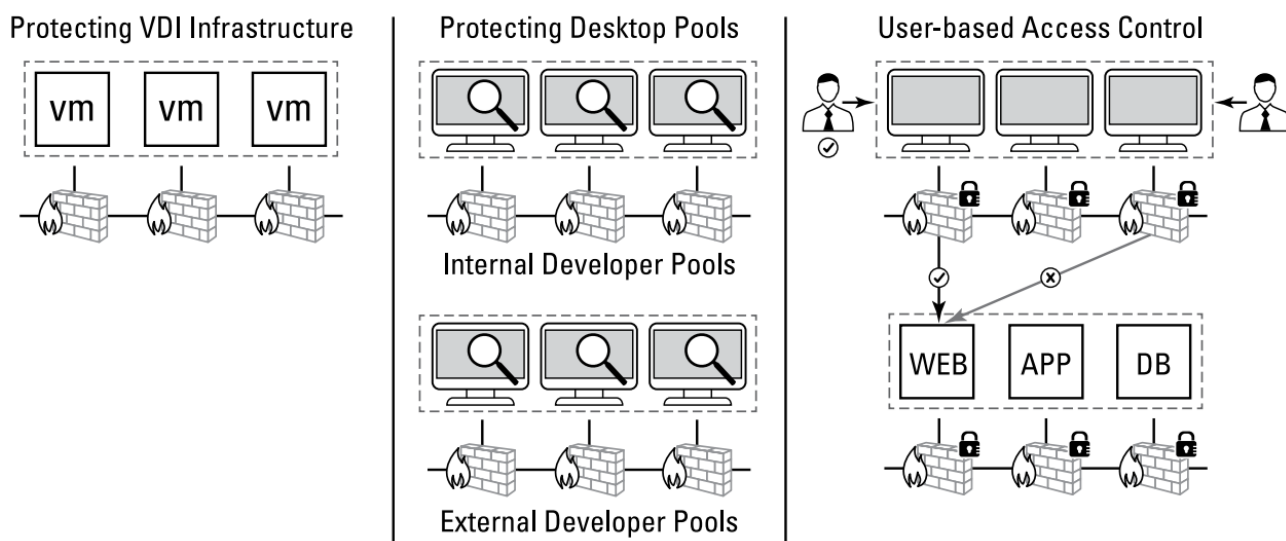 Protecting VDI Infrastructure
vm vm vm
Protecting Desktop Pools
Internal Developer Pools
External Developer Pools
User-based Access Control
WEB APP DB